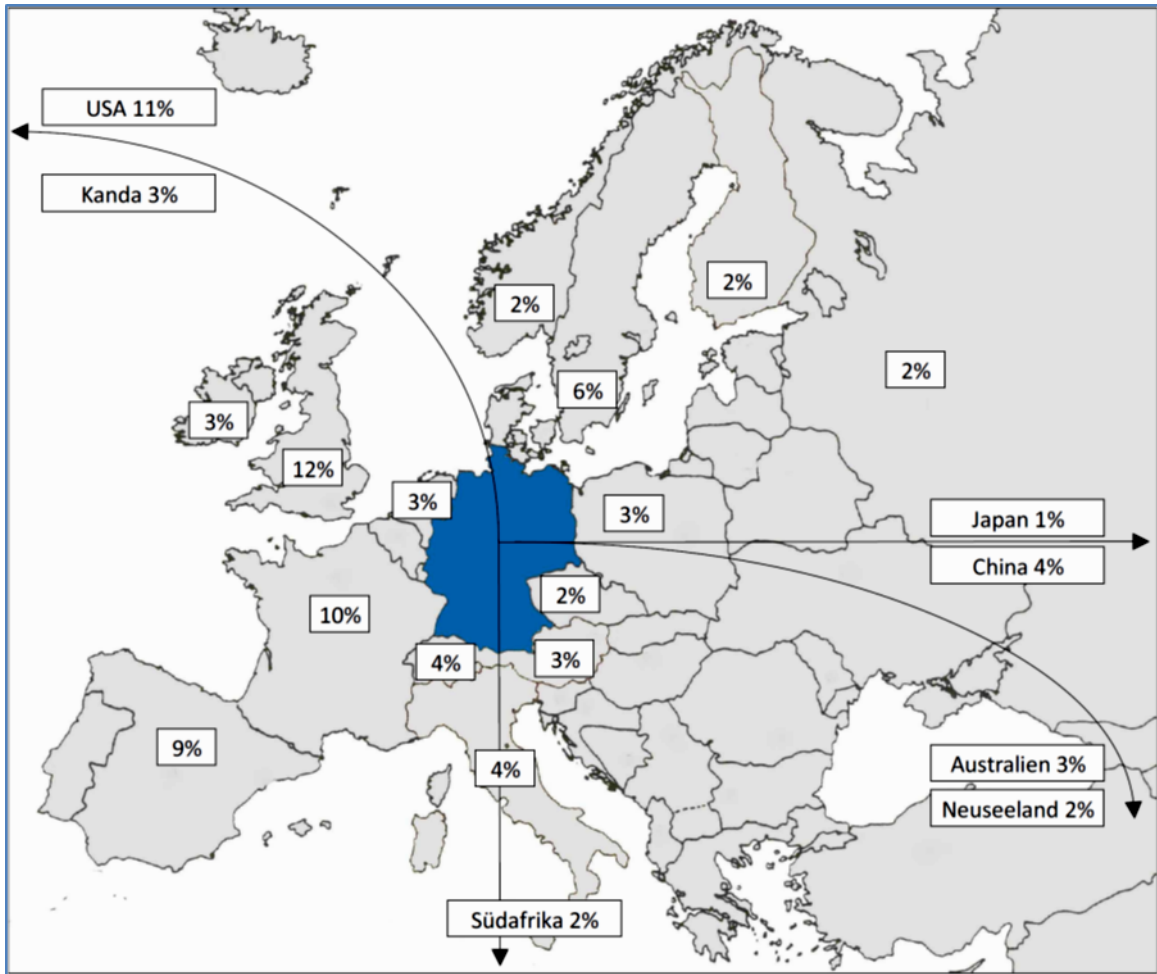 USA 11%
Kanda 3%
2%
2%
2%
6%
3%
12%
3%
3%
Japan 1%
China 4%
2%
10%
4%
3%
9%
4%
Australien 3%
Neuseeland 2%
Südafrika 2%